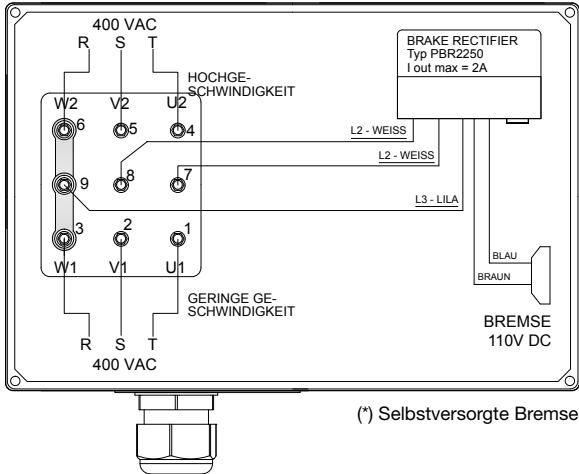 400 VAC
R S T
HOCHGE-
SCHWINDIGKEIT
BRAKE RECTIFIER
Typ PBR2250
I out max = 2A
W2 V2 U2
6 5 4
9 8 7
3 2 1
W1 V1 U1
L2 - WEISS
L2 - WEISS
L3 - LILA
BLAU
BRAUN
GERINGE GE-
SCHWINDIGKEIT
R S T
400 VAC
BREMSE
110V DC
(*) Selbstversorgte Bremse